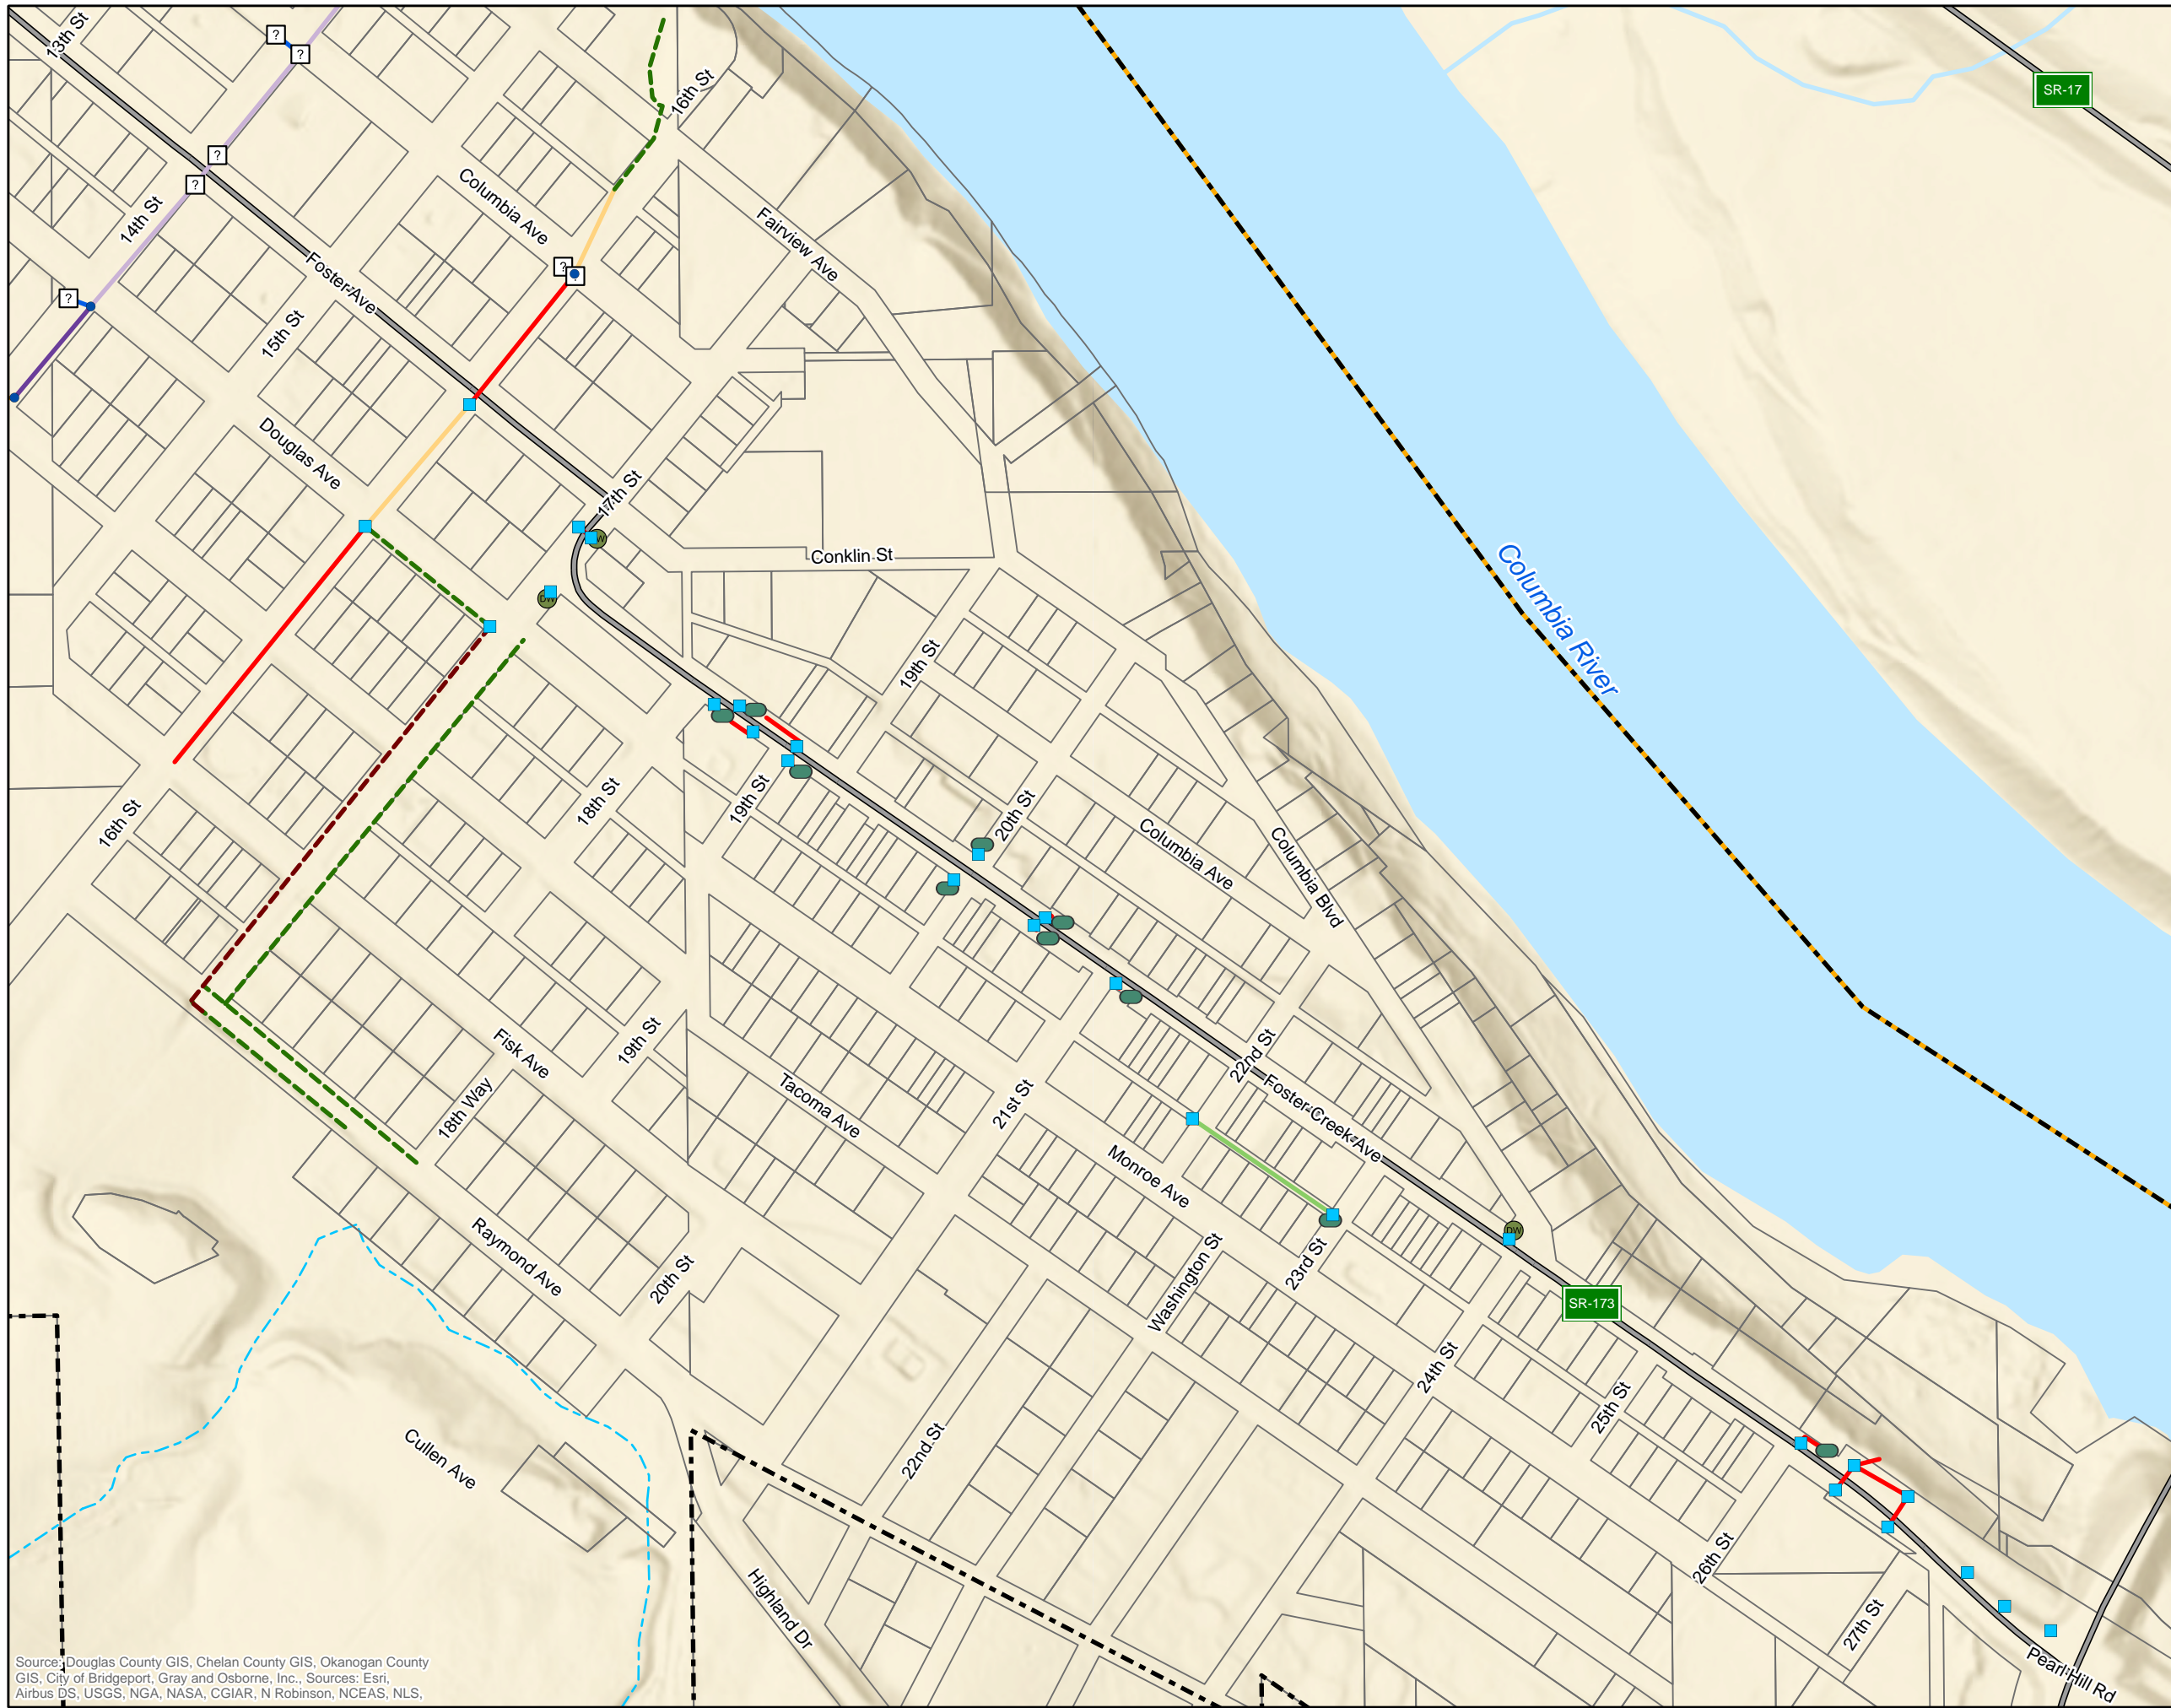 13th St
?
?
16th St
SR-17
?
?
14th St
Columbia Ave
Fairview Ave
?
?
Foster Ave
15th St
Douglas Ave
17th St
DW
Conklin St
Columbia River
19th St
16th St
18th St
19th St
20th St
Columbia Ave
Columbia Blvd
19th St
Fisk Ave
18th Way
Tacoma Ave
21st St
22nd St
Foster Creek Ave
Monroe Ave
Raymond Ave
20th St
Washington St
23rd St
DW
SR-173
24th St
25th St
22nd St
Cullen Ave
26th St
Highland Dr
27th St
Pearl Hill Rd
Source: Douglas County GIS, Chelan County GIS, Okanogan County
GIS, City of Bridgeport, Gray and Osborne, Inc., Sources: Esri,
Airbus DS, USGS, NGA, NASA, CGIAR, N Robinson, NCEAS, NLS,